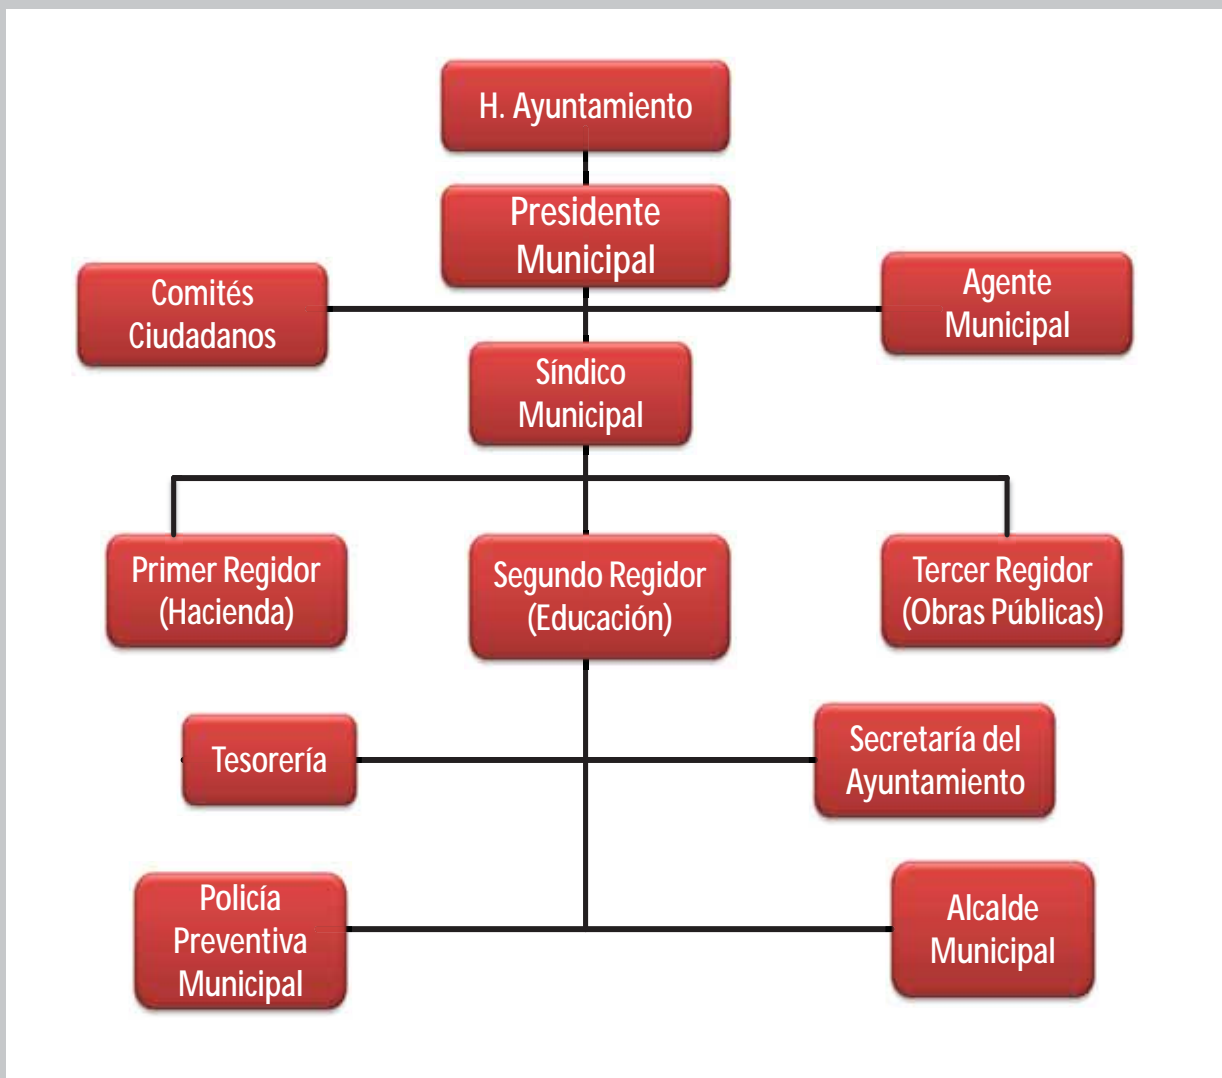 H. Ayuntamiento
Presidente
Municipal
Comités
Ciudadanos
Agente
Municipal
Síndico
Municipal
Primer Regidor
(Hacienda)
Segundo Regidor
(Educación)
Tercer Regidor
(Obras Públicas)
Tesorería
Secretaría del
Ayuntamiento
Policía
Preventiva
Municipal
Alcalde
Municipal